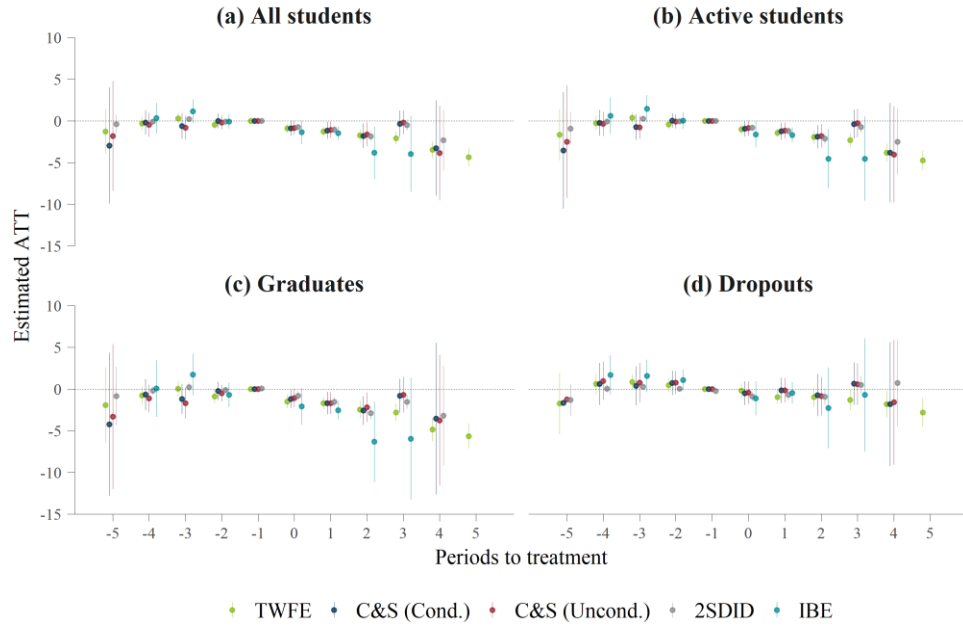 (a) All students
(b) Active students
10
5
0
-5
-10
-15
Estimated ATT
(c) Graduates
(d) Dropouts
10
5
0
-5
-10
-15
-5 -4 -3 -2 -1 0 1 2 3 4 5
-5 -4 -3 -2 -1 0 1 2 3 4 5
Periods to treatment
TWFE C&S (Cond.) C&S (Uncond.) 2SDID IBE